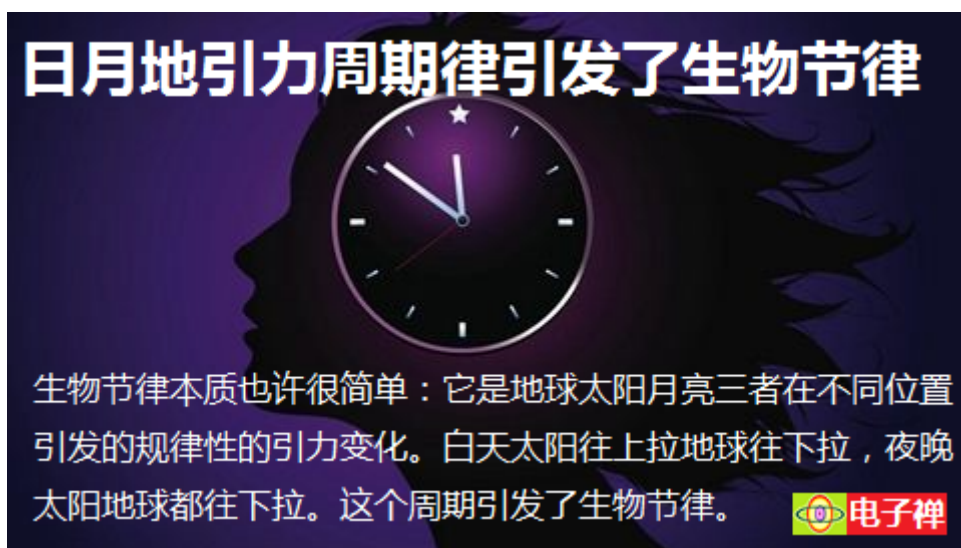 日月地引力周期律引发了生物节律
生物节律本质也许很简单：它是地球太阳月亮三者在不同位置
引发的规律性的引力变化。白天太阳往上拉地球往下拉，夜晚
太阳地球都往下拉。这个周期引发了生物节律。
电子禅